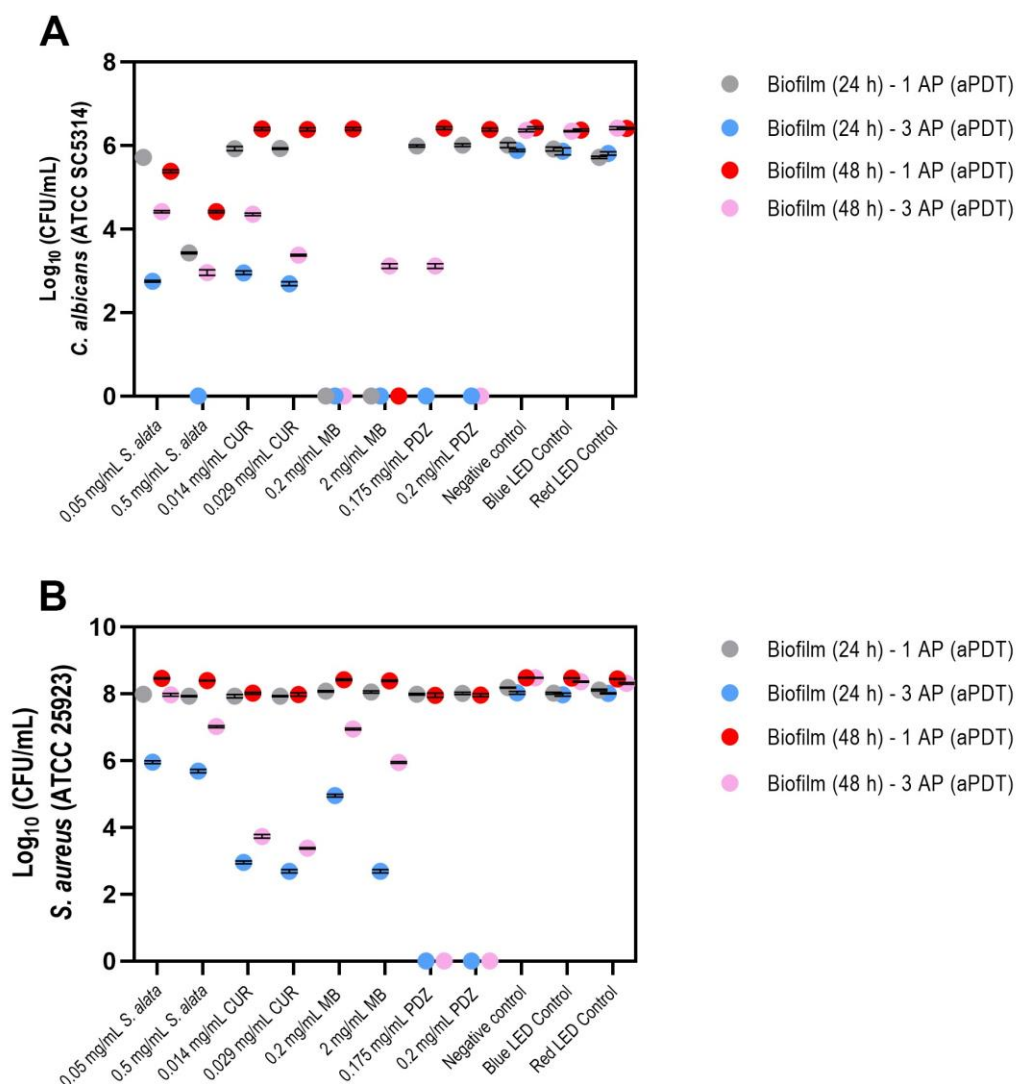 A
Log10 (CFU/mL)
C. albicans (ATCC SC5314)
8
6
4
2
0
0.05 mg/mL S. alata
0.5 mg/mL S. alata
0.014 mg/mL CUR
0.029 mg/mL CUR
0.2 mg/mL MB
2 mg/mL MB
0.175 mg/mL PDZ
0.2 mg/mL PDZ
Negative control
Blue LED Control
Red LED Control
Biofilm (24 h) - 1 AP (aPDT)
Biofilm (24 h) - 3 AP (aPDT)
Biofilm (48 h) - 1 AP (aPDT)
Biofilm (48 h) - 3 AP (aPDT)
B
Log10 (CFU/mL)
S. aureus (ATCC 25923)
10
8
6
4
2
0
0.05 mg/mL S. alata
0.5 mg/mL S. alata
0.014 mg/mL CUR
0.029 mg/mL CUR
0.2 mg/mL MB
2 mg/mL MB
0.175 mg/mL PDZ
0.2 mg/mL PDZ
Negative control
Blue LED Control
Red LED Control
Biofilm (24 h) - 1 AP (aPDT)
Biofilm (24 h) - 3 AP (aPDT)
Biofilm (48 h) - 1 AP (aPDT)
Biofilm (48 h) - 3 AP (aPDT)